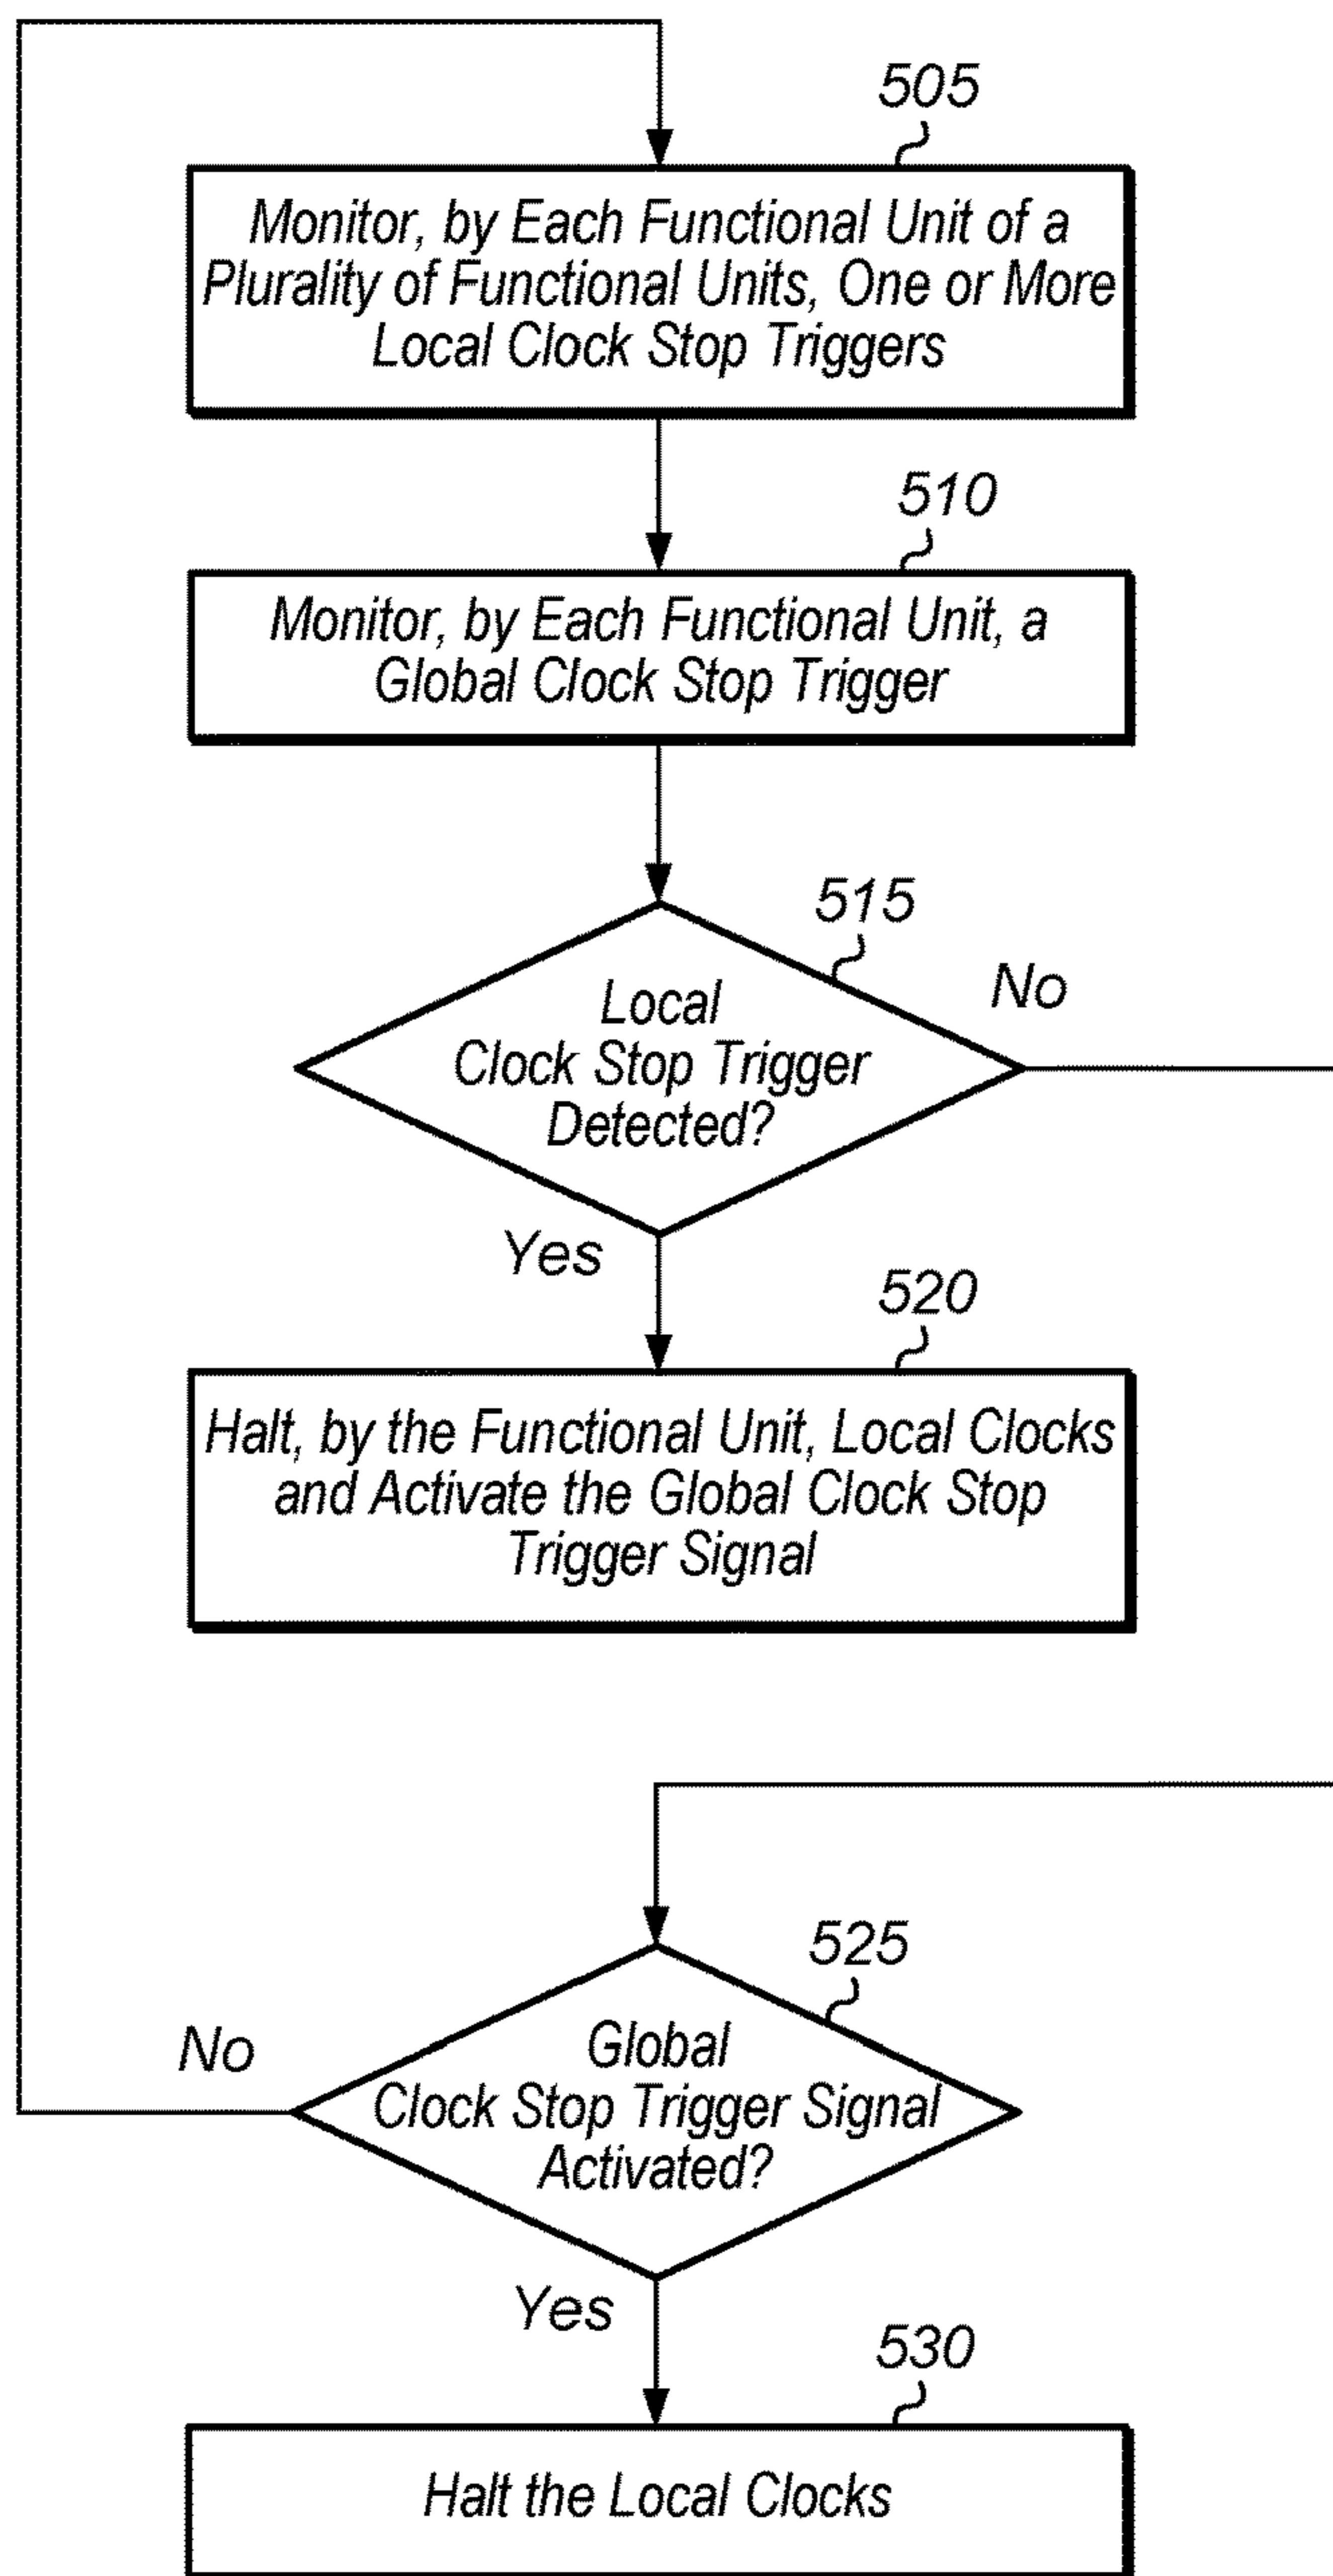 505
Monitor, by Each Functional Unit of a
Plurality of Functional Units, One or More
Local Clock Stop Triggers
510
Monitor, by Each Functional Unit, a
Global Clock Stop Trigger
515
No
Local
Clock Stop Trigger
Detected?
Yes
520
Halt, by the Functional Unit, Local Clocks
and Activate the Global Clock Stop
Trigger Signal
525
No
Global
Clock Stop Trigger Signal
Activated?
Yes
530
Halt the Local Clocks